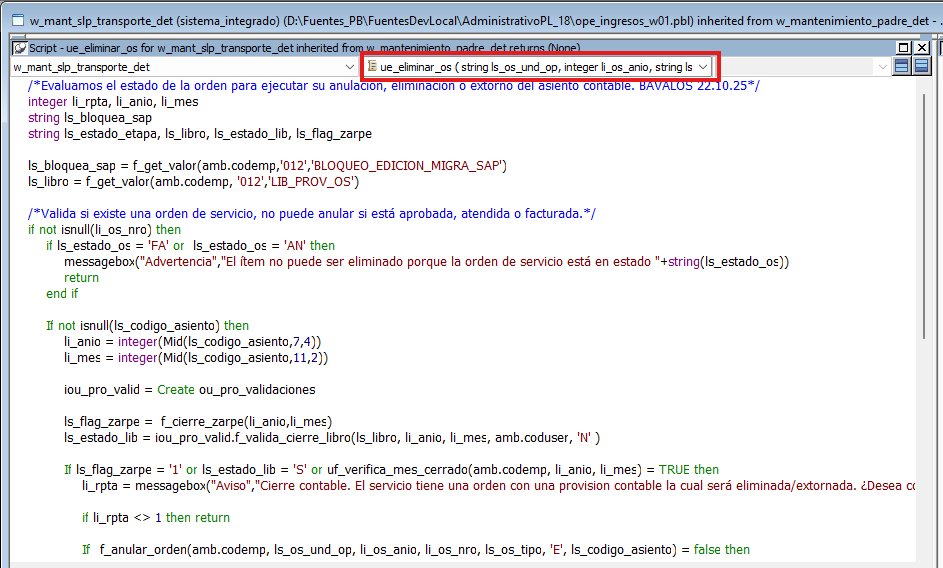 w_mant_slp_transporte_det (sistema_integrado) (D:\Fuentes_PB\FuentesDevLocal\AdministrativoPL_18\ope_ingresos_w01.pbl) inherited from w_mantenimiento_padre_det -
Script - ue_eliminar_os for w_mant_slp_transporte_det inherited from w_mantenimiento_padre_det returns (None)
w_mant_slp_transporte_det
ue_eliminar_os ( string ls_os_und_op, integer li_os_anio, string ls
/*Evaluamos el estado de la orden para ejecutar su anulación, eliminación o extorno del asiento contable. BAVALOS 22.10.25*/
integer li_rpta, li_anio, li_mes
string ls_bloquea_sap
string ls_estado_etapa, ls_libro, ls_estado_lib, ls_flag_zarpe
ls_bloquea_sap = f_get_valor(amb.codemp,'012','BLOQUEO_EDICION_MIGRA_SAP')
ls_libro = f_get_valor(amb.codemp, '012','LIB_PROV_OS')
/*Valida si existe una orden de servicio, no puede anular si está aprobada, atendida o facturada.*/
if not isnull(li_os_nro) then
if ls_estado_os = 'FA' or ls_estado_os = 'AN' then
messagebox("Advertencia","El ítem no puede ser eliminado porque la orden de servicio está en estado "+string(ls_estado_os))
return
end if
If not isnull(ls_codigo_asiento) then
li_anio = integer(Mid(ls_codigo_asiento,7,4))
li_mes = integer(Mid(ls_codigo_asiento,11,2))
iou_pro_valid = Create ou_pro_validaciones
ls_flag_zarpe = f_cierre_zarpe(li_anio,li_mes)
ls_estado_lib = iou_pro_valid.f_valida_cierre_libro(ls_libro, li_anio, li_mes, amb.coduser, 'N' )
If ls_flag_zarpe = '1' or ls_estado_lib = 'S' or uf_verifica_mes_cerrado(amb.codemp, li_anio, li_mes) = TRUE then
li_rpta = messagebox("Aviso","Cierre contable. El servicio tiene una orden con una provision contable la cual será eliminada/extornada. ¿Desea co
if li_rpta <> 1 then return
If f_anular_orden(amb.codemp, ls_os_und_op, li_os_anio, li_os_nro, ls_os_tipo, 'E', ls_codigo_asiento) = false then